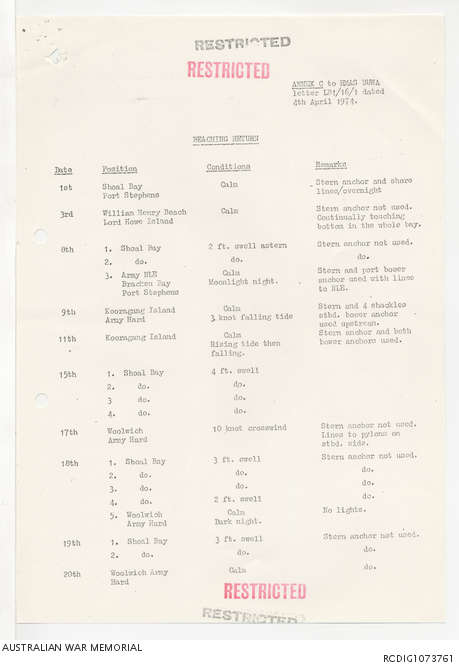 RESTRICTED
RESTRICTED
ANNEX C to HMAS BUNA
letter L81/16/1 dated
4th April 1974.
BEACHING RETURN
Date Position Conditions Remarks
1st Shoal Bay Calm Stern anchor and shore
Port Stephens lines/overnight
3rd William Henry Beach Calm Stern anchor not used.
Lord Howe Island Continually touching
bottom in the whole bay.
8th 1. Shoal Bay 2 ft. swell astern Stern anchor not used.
2. do. do. do.
3. Army HLE Calm Stern and port bower
Bracken Bay Moonlight night. anchor used with lines
Port Stephens to HLE.
9th Kooragang Island Calm Stern and 4 shackles
Army Hard 3 knot falling tide stbd. bower anchor
used upstream.
11th Kooragang Island Calm Stern anchor and both
Rising tide then bower anchors used.
falling.
15th 1. Shoal Bay 4 ft. swell
2. do. do.
3 do. do.
4. do. do.
17th Woolwich 10 knot crosswind Stern anchor not used.
Army Hard Lines to pylons on
stbd. side.
18th 1. Shoal Bay 3 ft. swell Stern anchor not used.
2. do. do. do.
3. do. do. do.
4. do. 2 ft. swell do.
5. Woolwich Calm No lights.
Army Hard Dark night.
19th 1. Shoal Bay 3 ft. swell Stern anchor not used.
2. do. do. do.
20th Woolwich Army Calm do.
Hard
RESTRICTED
RESTRICTED
AUSTRALIAN WAR MEMORIAL RCDIG1073761